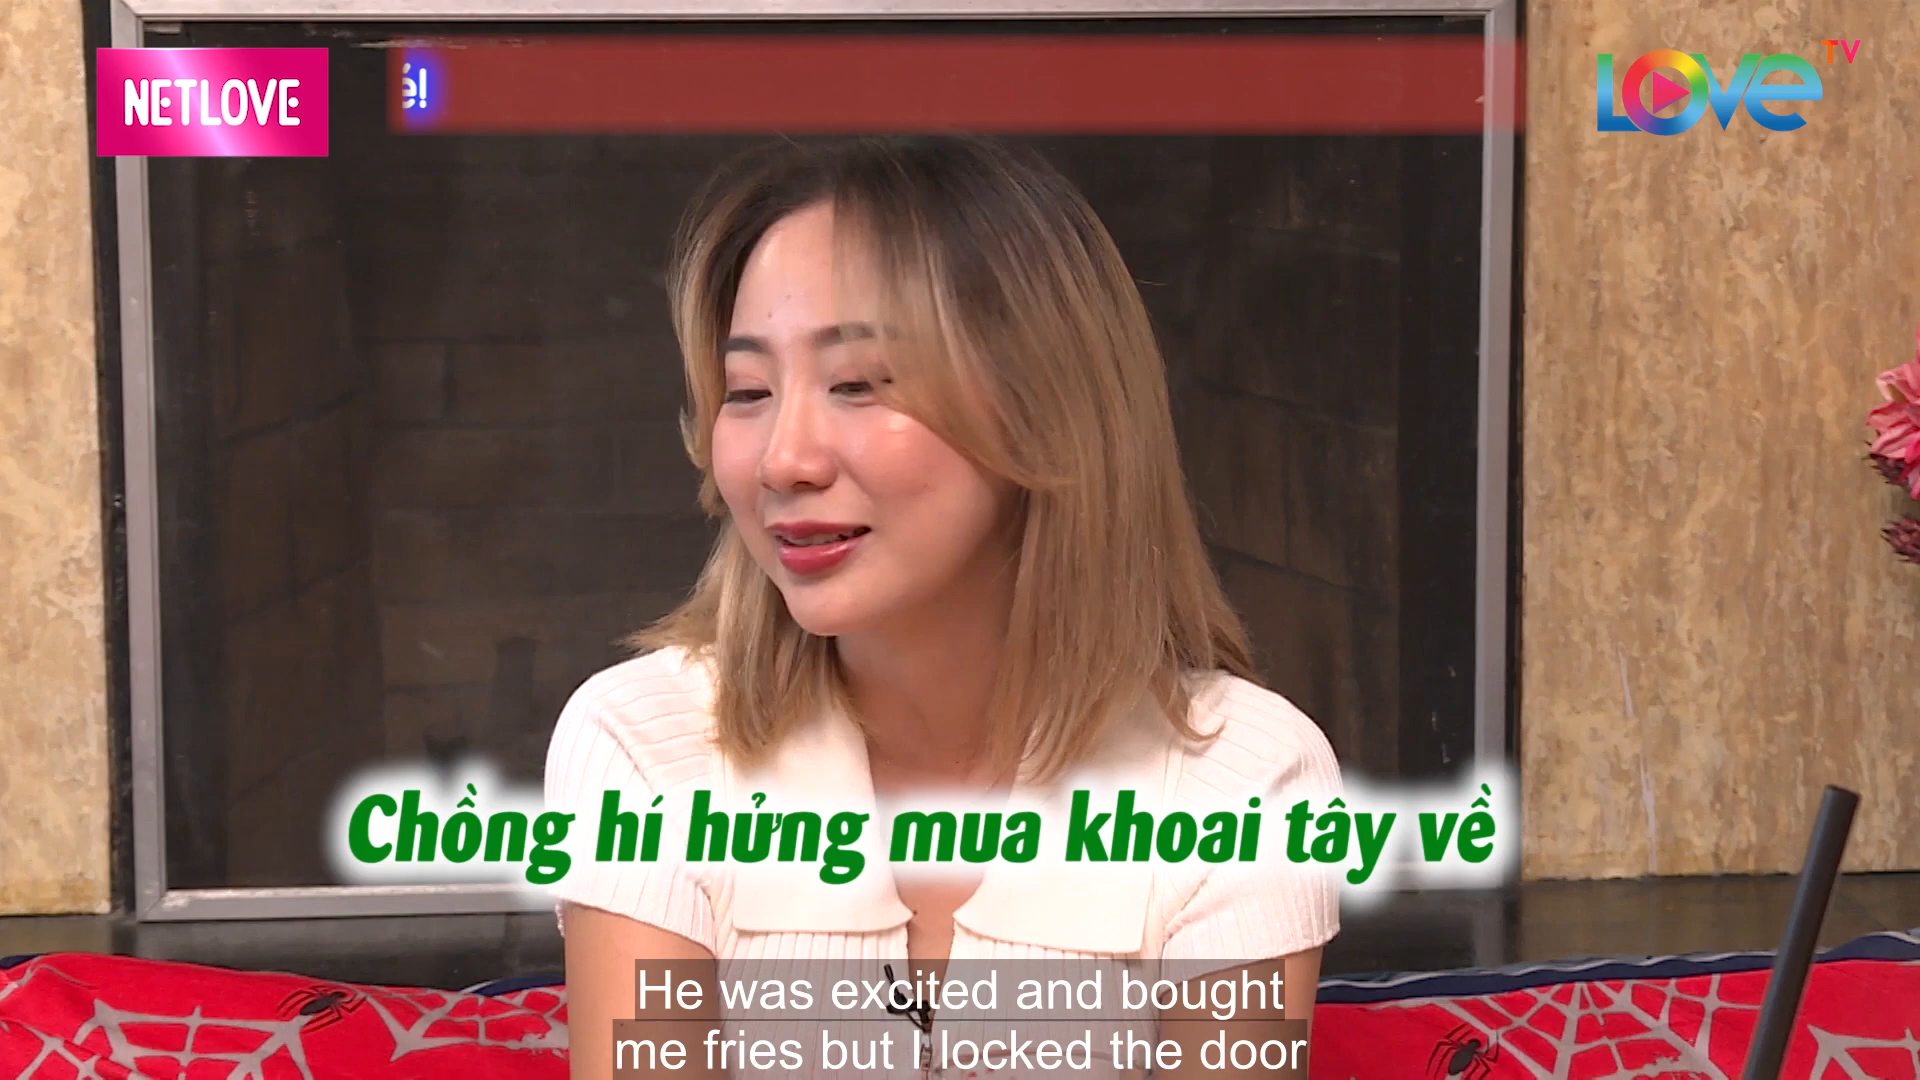 NETLOVE
é!
LOVE TV
Chồng hí hửng mua khoai tây về
He was excited and bought
me fries but I locked the door